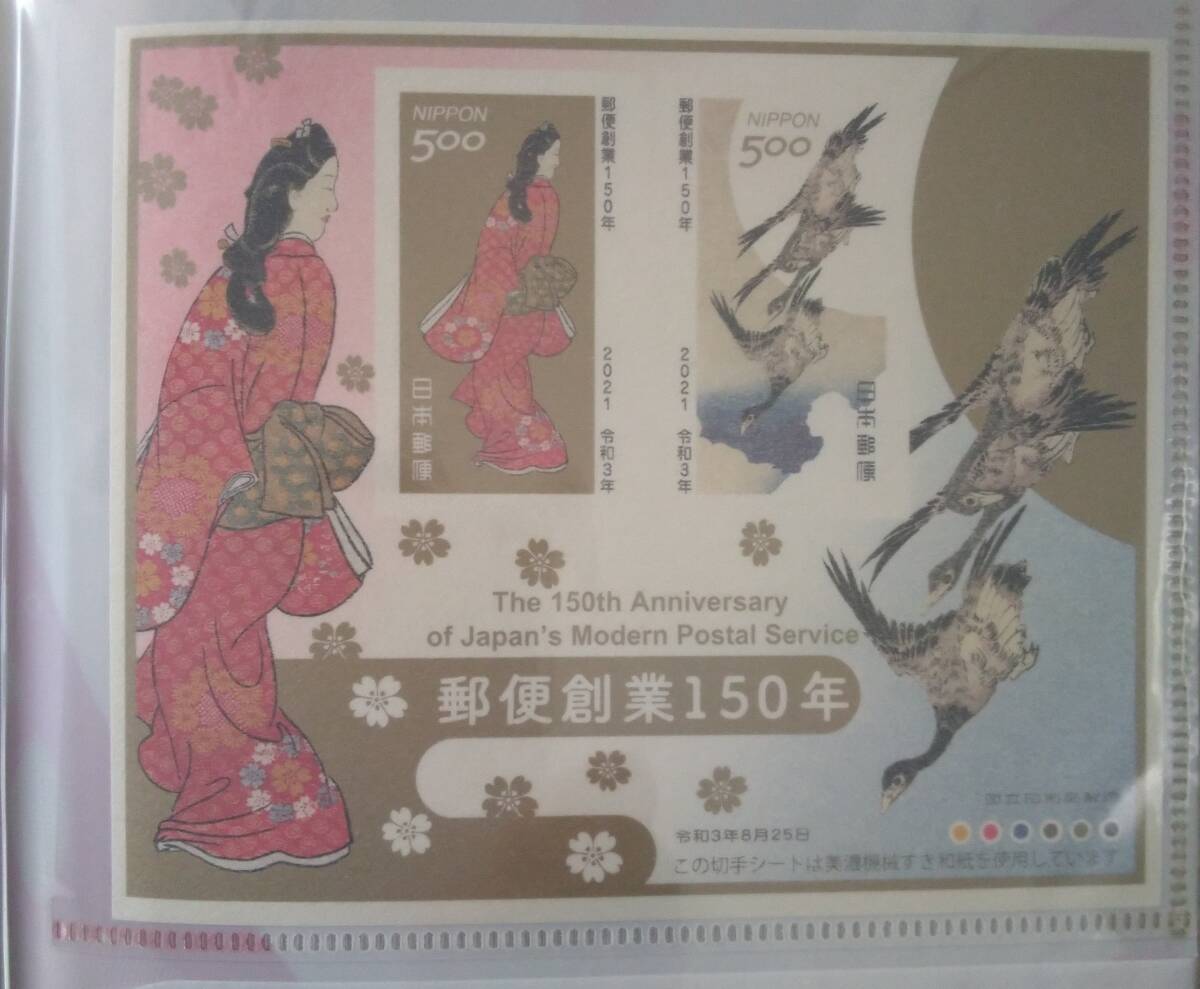 NIPPON
500
日本郵便
郵便創業150年
2021 令和3年
郵便創業150年
2021 令和3年
NIPPON
500
日本郵便
The 150th Anniversary
of Japan's Modern Postal Service
郵便創業150年
国立印刷局製造
令和3年8月25日
この切手シートは美濃機械すき和紙を使用しています